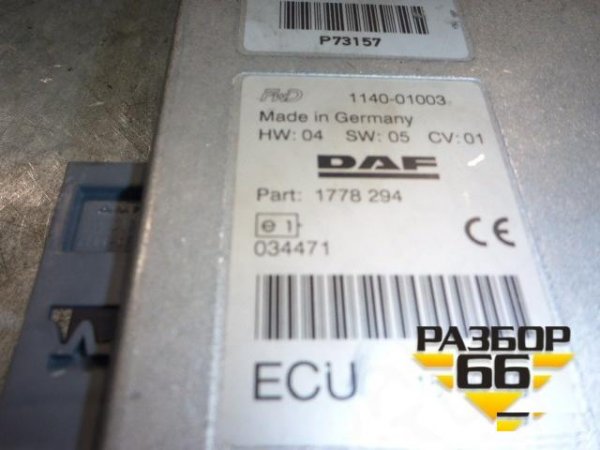 P73157
1140-01003
Made in Germany
HW: 04 SW: 05 CV: 01
DAF
Part: 1778 294
e1
034471
CE
ECU
РАЗБОР
66